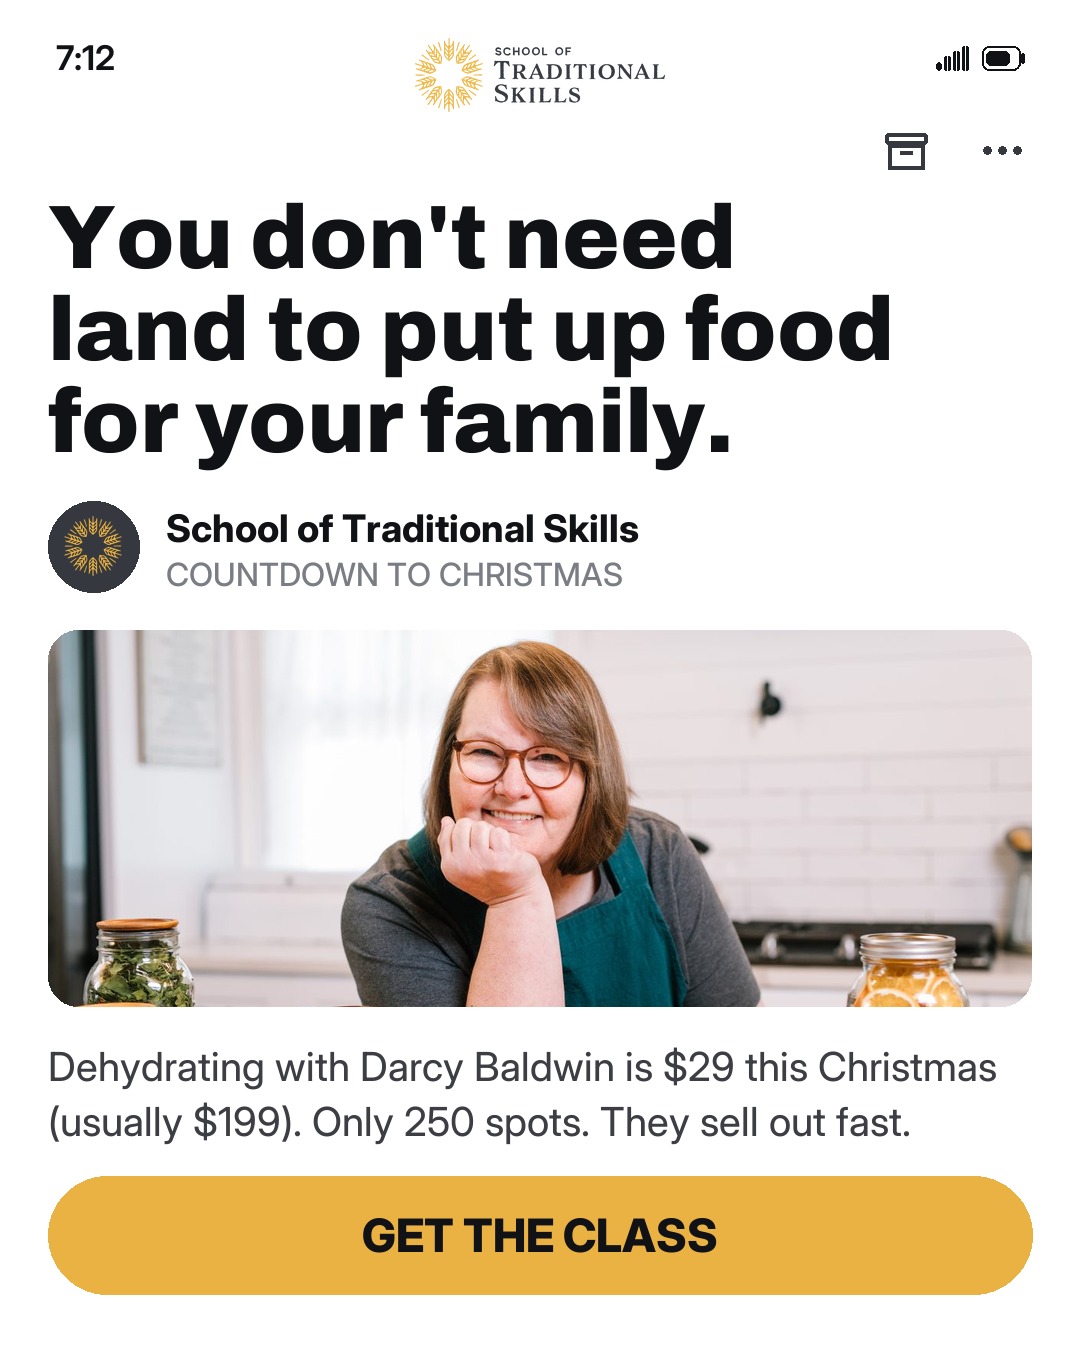 7:12
SCHOOL OF
TRADITIONAL
SKILLS
You don't need
land to put up food
for your family.
School of Traditional Skills
COUNTDOWN TO CHRISTMAS
Dehydrating with Darcy Baldwin is $29 this Christmas
(usually $199). Only 250 spots. They sell out fast.
GET THE CLASS